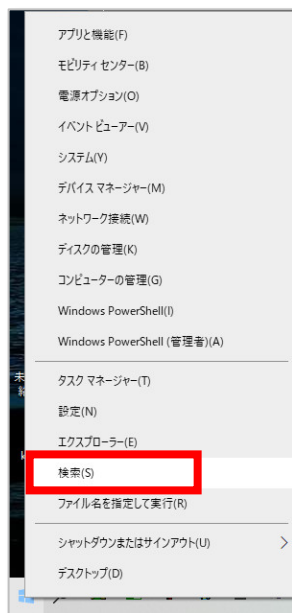 アプリと機能(F)
モビリティ センター(B)
電源オプション(O)
イベント ビューアー(V)
システム(Y)
デバイス マネージャー(M)
ネットワーク接続(W)
ディスクの管理(K)
コンピューターの管理(G)
Windows PowerShell(I)
Windows PowerShell (管理者)(A)
タスク マネージャー(T)
設定(N)
エクスプローラー(E)
検索(S)
ファイル名を指定して実行(R)
シャットダウンまたはサインアウト(U)
デスクトップ(D)